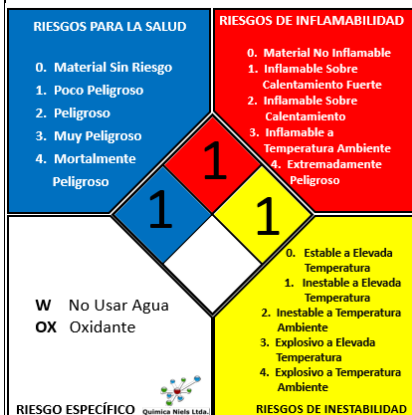 RIESGOS PARA LA SALUD
0. Material Sin Riesgo
1. Poco Peligroso
2. Peligro
3. Muy Peligroso
4. Mortalmente
Peligroso
RIESGOS DE INFLAMABILIDAD
0. Material No Inflamable
1. Inflamable Sobre
Calentamiento Fuerte
2. Inflamable Sobre
Calentamiento
3. Inflamable a
Temperatura Ambiente
4. Extremadamente
Peligroso
1
1
1
W No Usar Agua
OX Oxidante
RIESGO ESPECÍFICO
Química Niels Ltda.
0. Estable a Elevada
Temperatura
1. Inestable a Elevada
Temperatura
2. Inestable a Temperatura
Ambiente
3. Explosivo a Elevada
Temperatura
4. Explosivo a Temperatura
Ambiente
RIESGOS DE INESTABILIDAD